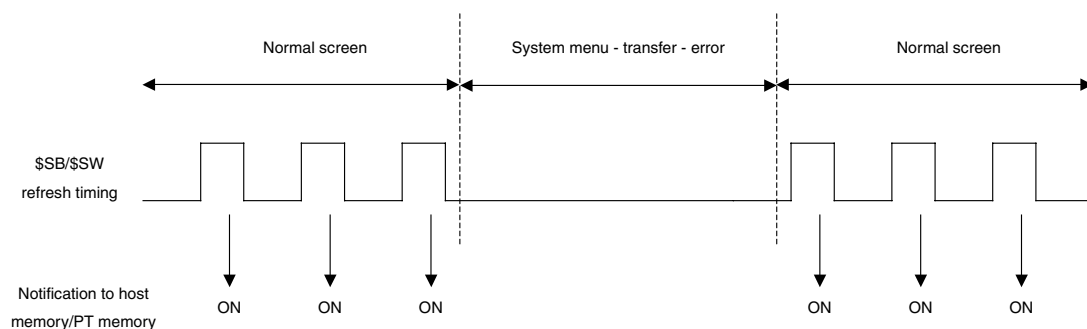 Normal screen
System menu - transfer - error
Normal screen
$SB/$SW
refresh timing
Notification to host
memory/PT memory
ON
ON
ON
ON
ON
ON